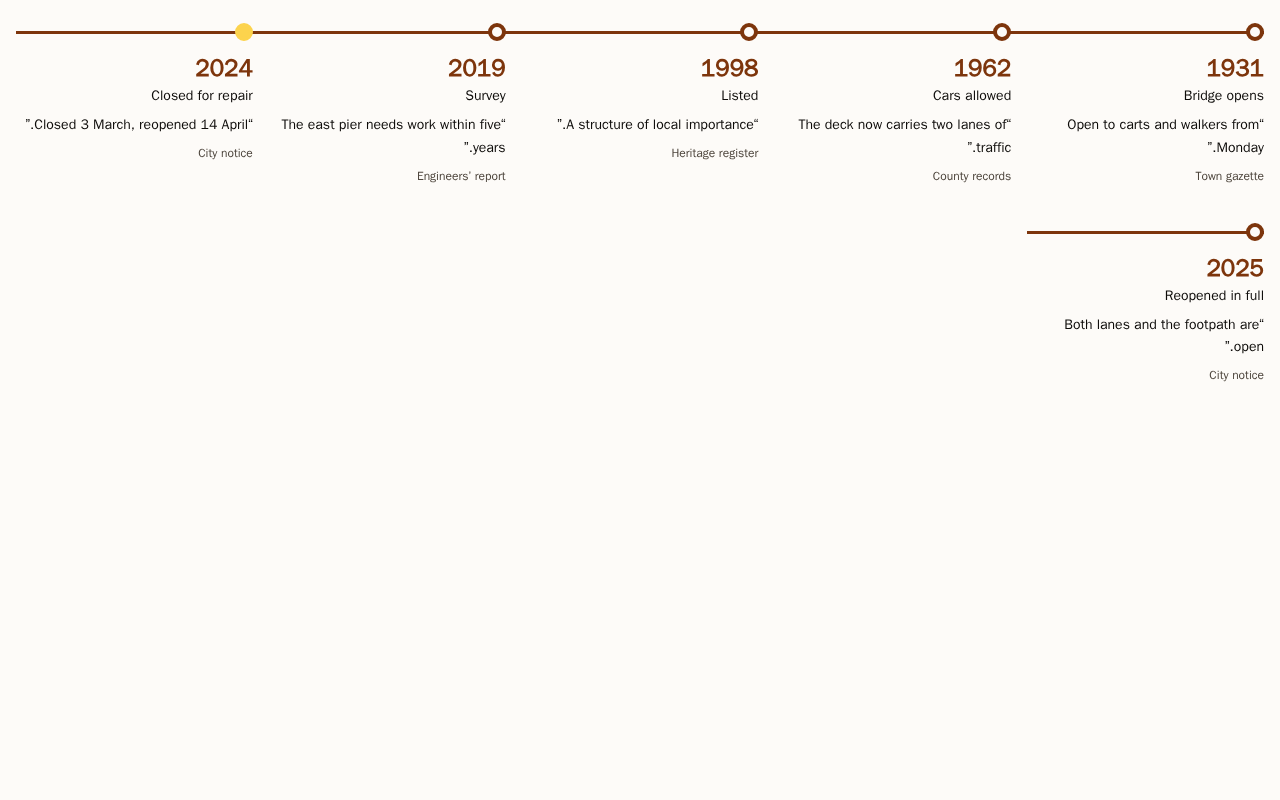 1931
Bridge opens
“Open to carts and walkers from
Monday.”
Town gazette
1962
Cars allowed
“The deck now carries two lanes of
traffic.”
County records
1998
Listed
“A structure of local importance.”
Heritage register
2019
Survey
“The east pier needs work within five
years.”
Engineers’ report
2024
Closed for repair
“Closed 3 March, reopened 14 April.”
City notice
2025
Reopened in full
“Both lanes and the footpath are
open.”
City notice